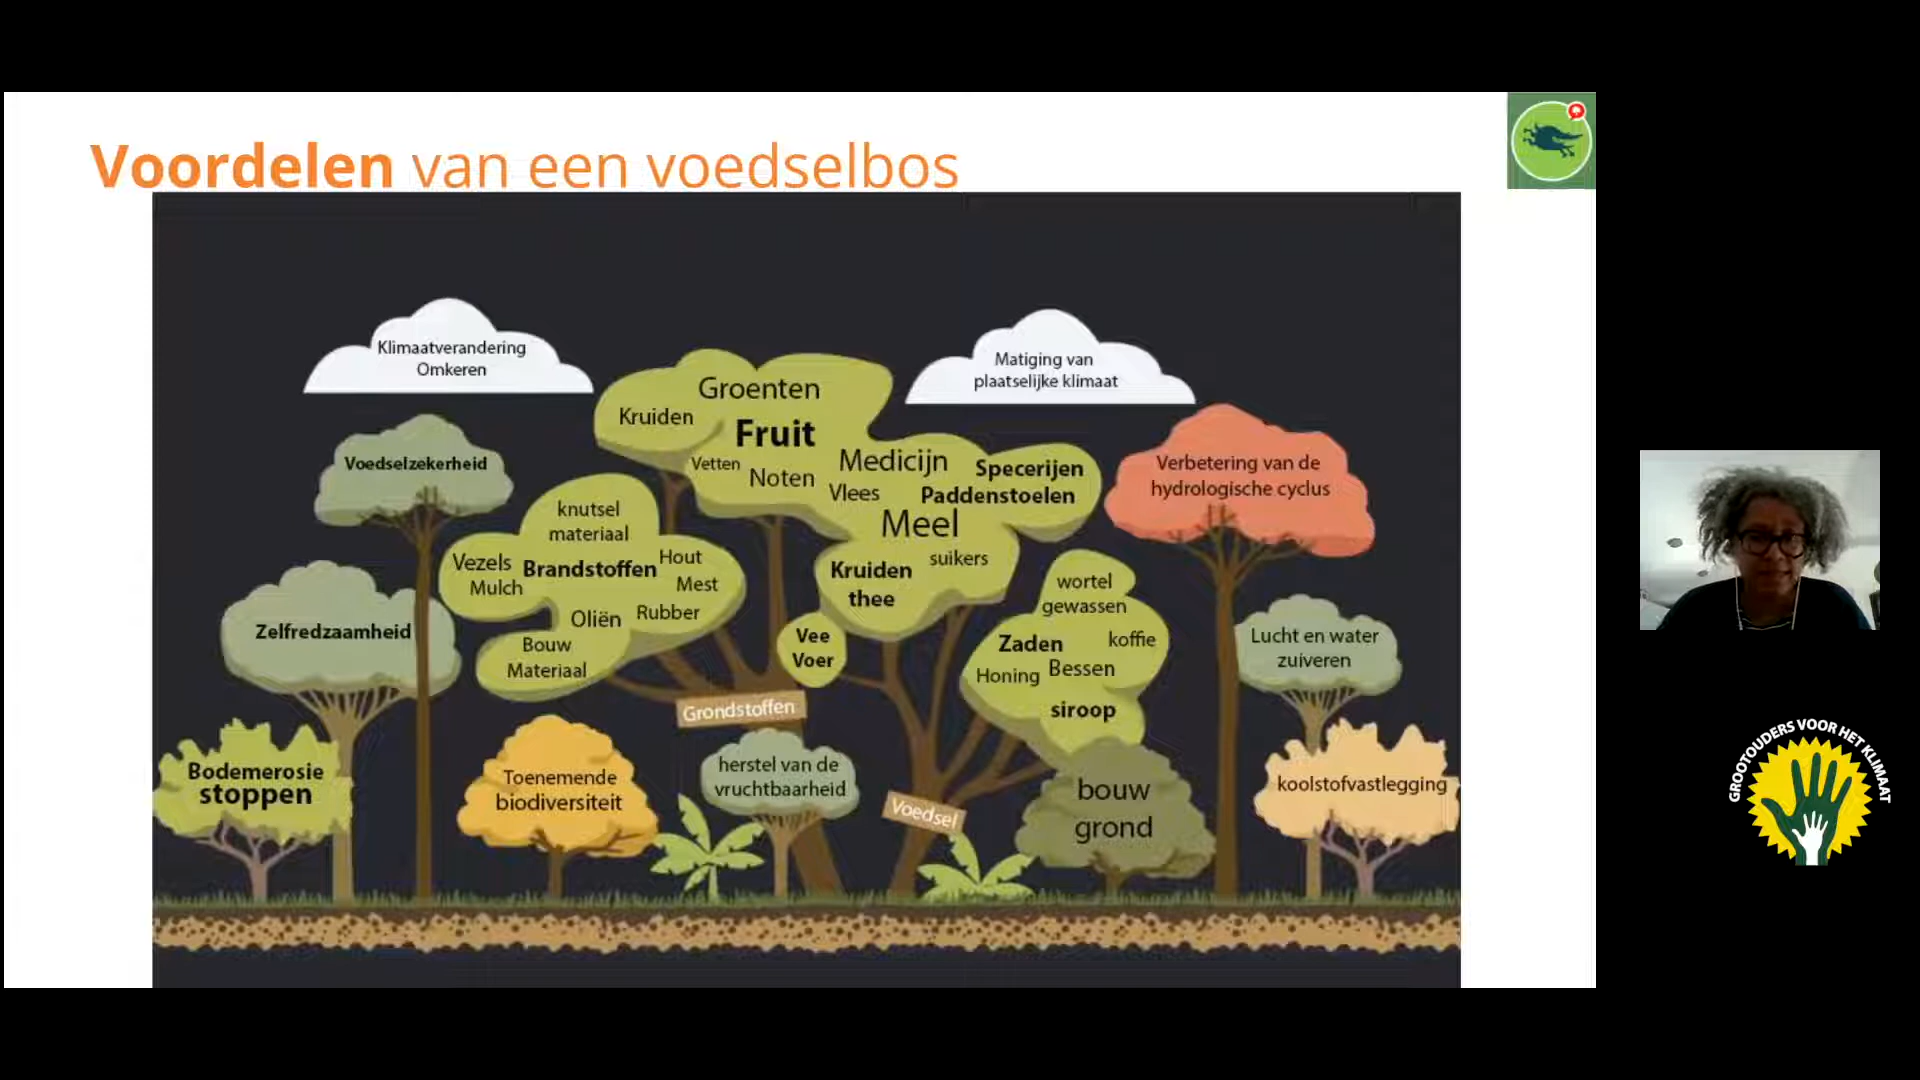 Voordelen van een voedselbos
Klimaatverandering
Omkeren
Matiging van
plaatselijke klimaat
Groenten
Kruiden
Fruit
Vetten
Noten
Medicijn
Vlees
Specerijen
Paddenstoelen
Meel
suikers
Kruiden
thee
Voedselzekerheid
Verbetering van de
hydrologische cyclus
knutsel
materiaal
Vezels
Brandstoffen
Hout
Mulch
Mest
Oliën
Rubber
Bouw
Materiaal
Vee
Voer
wortel
gewassen
Zaden
koffie
Honing
Bessen
siroop
Zelfredzaamheid
Lucht en water
zuiveren
Grondstoffen
Bodemerosie
stoppen
Toenemende
biodiversiteit
herstel van de
vruchtbaarheid
Voedsel
bouw
grond
koolstofvastlegging
GROOTOUDERS VOOR HET KLIMAAT